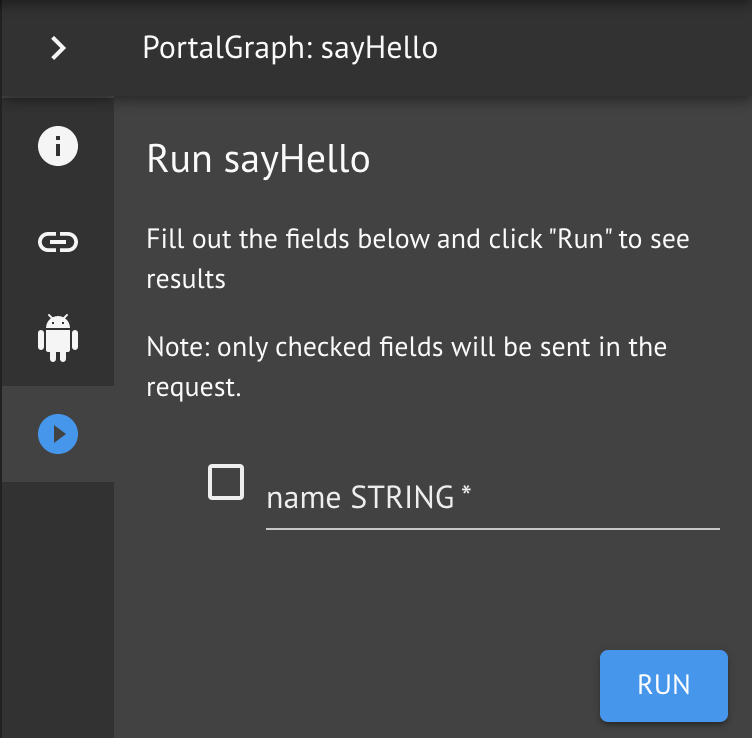 PortalGraph: sayHello
Run sayHello
Fill out the fields below and click "Run" to see
results
Note: only checked fields will be sent in the
request.
name STRING *
RUN